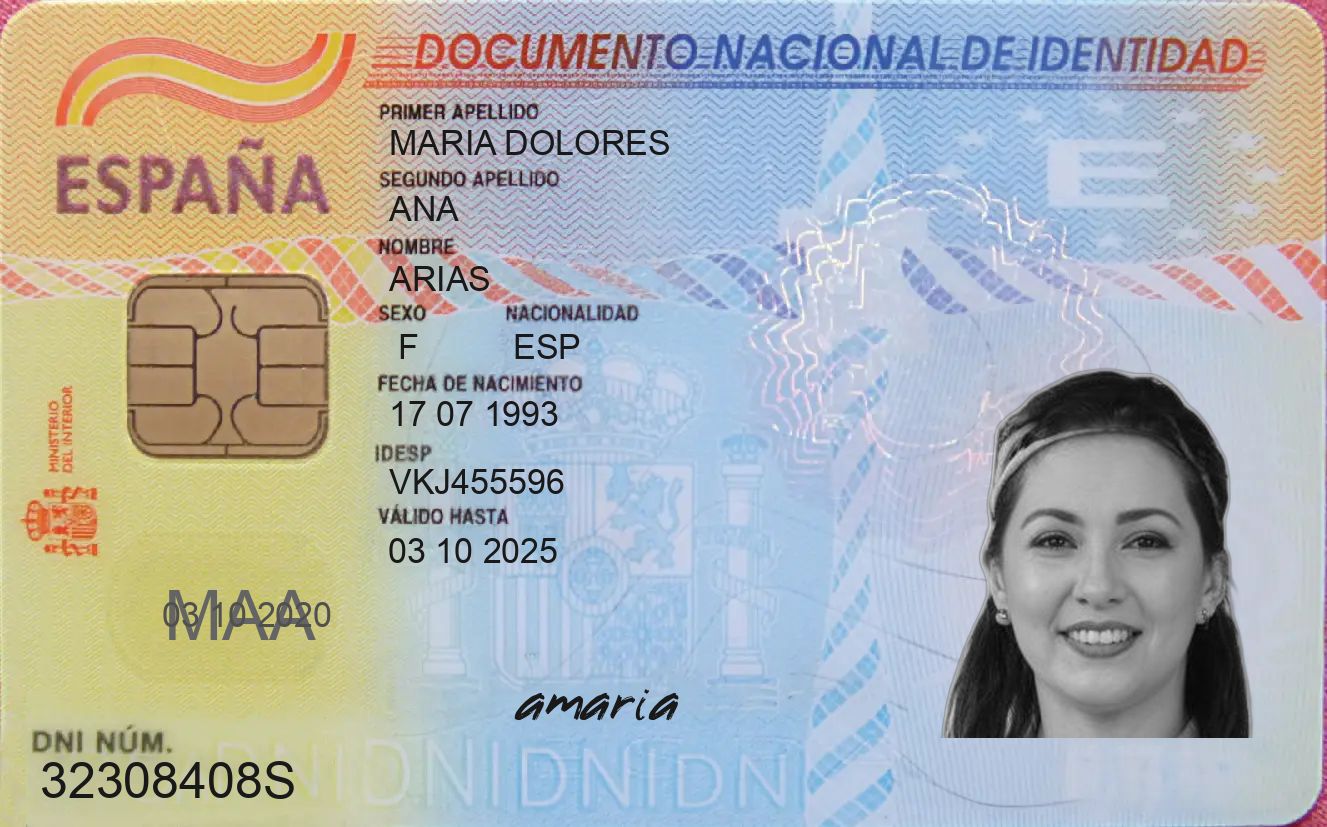 DOCUMENTO NACIONAL DE IDENTIDAD
ESPAÑA
PRIMER APELLIDO
MARIA DOLORES
SEGUNDO APELLIDO
ANA
NOMBRE
ARIAS
SEXO NACIONALIDAD
F ESP
FECHA DE NACIMIENTO
17 07 1993
IDESP
VKJ455596
VÁLIDO HASTA
03 10 2025
MINISTERIO
DEL INTERIOR
E
03 10 2020
MAA
amaria
DNI NÚM.
32308408S
DNIDNIDNIDNI